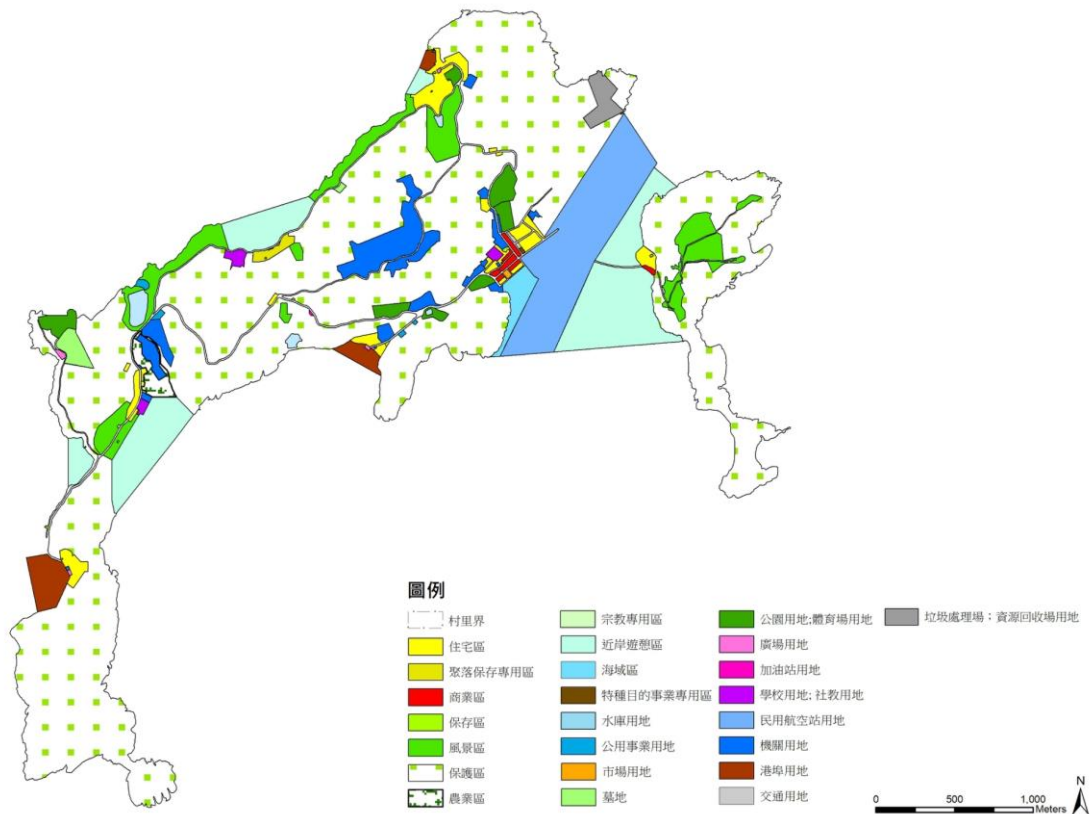 圖例
村里界
住宅區
聚落保存專用區
商業區
保存區
風景區
保護區
農業區
宗教專用區
近岸遊憩區
海域區
特種目的事業專用區
水庫用地
公用事業用地
市場用地
墓地
公園用地;體育場用地
廣場用地
加油站用地
學校用地; 社教用地
民用航空站用地
機關用地
港埠用地
交通用地
垃圾處理場；資源回收場用地
N
0 500 1,000
Meters